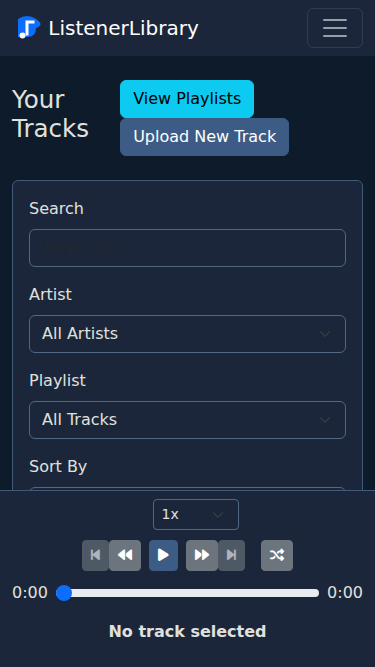 ListenerLibrary
Your
Tracks
View Playlists
Upload New Track
Search
Artist
All Artists
Playlist
All Tracks
Sort By
1x
0:00
0:00
No track selected